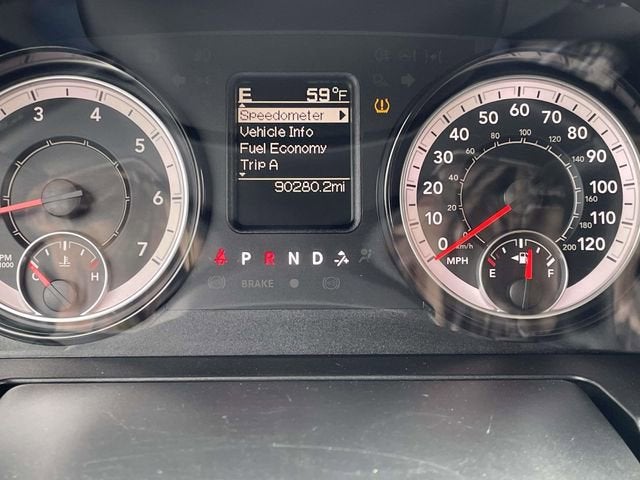 E 59°F
Speedometer
Vehicle Info
Fuel Economy
Trip A
90280.2mi
3 4 5 6 7
C H
P R N D
BRAKE
0 10 20 30 40 50 60 70 80 90 100 110 120
0 20 40 60 80 100 120 140 160 180 200
MPH km/h
E F